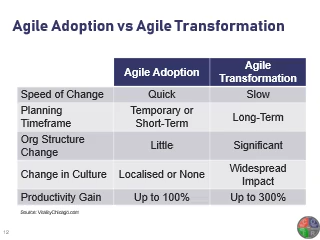 Agile Adoption vs Agile Transformation
Agile Adoption
Agile
Transformation
Speed of Change Quick Slow
Planning
Timeframe
Temporary or
Short-Term
Long-Term
Org Structure
Change
Little Significant
Change in Culture Localised or None
Widespread
Impact
Productivity Gain Up to 100% Up to 300%
Source: VitalityChicago.com
12